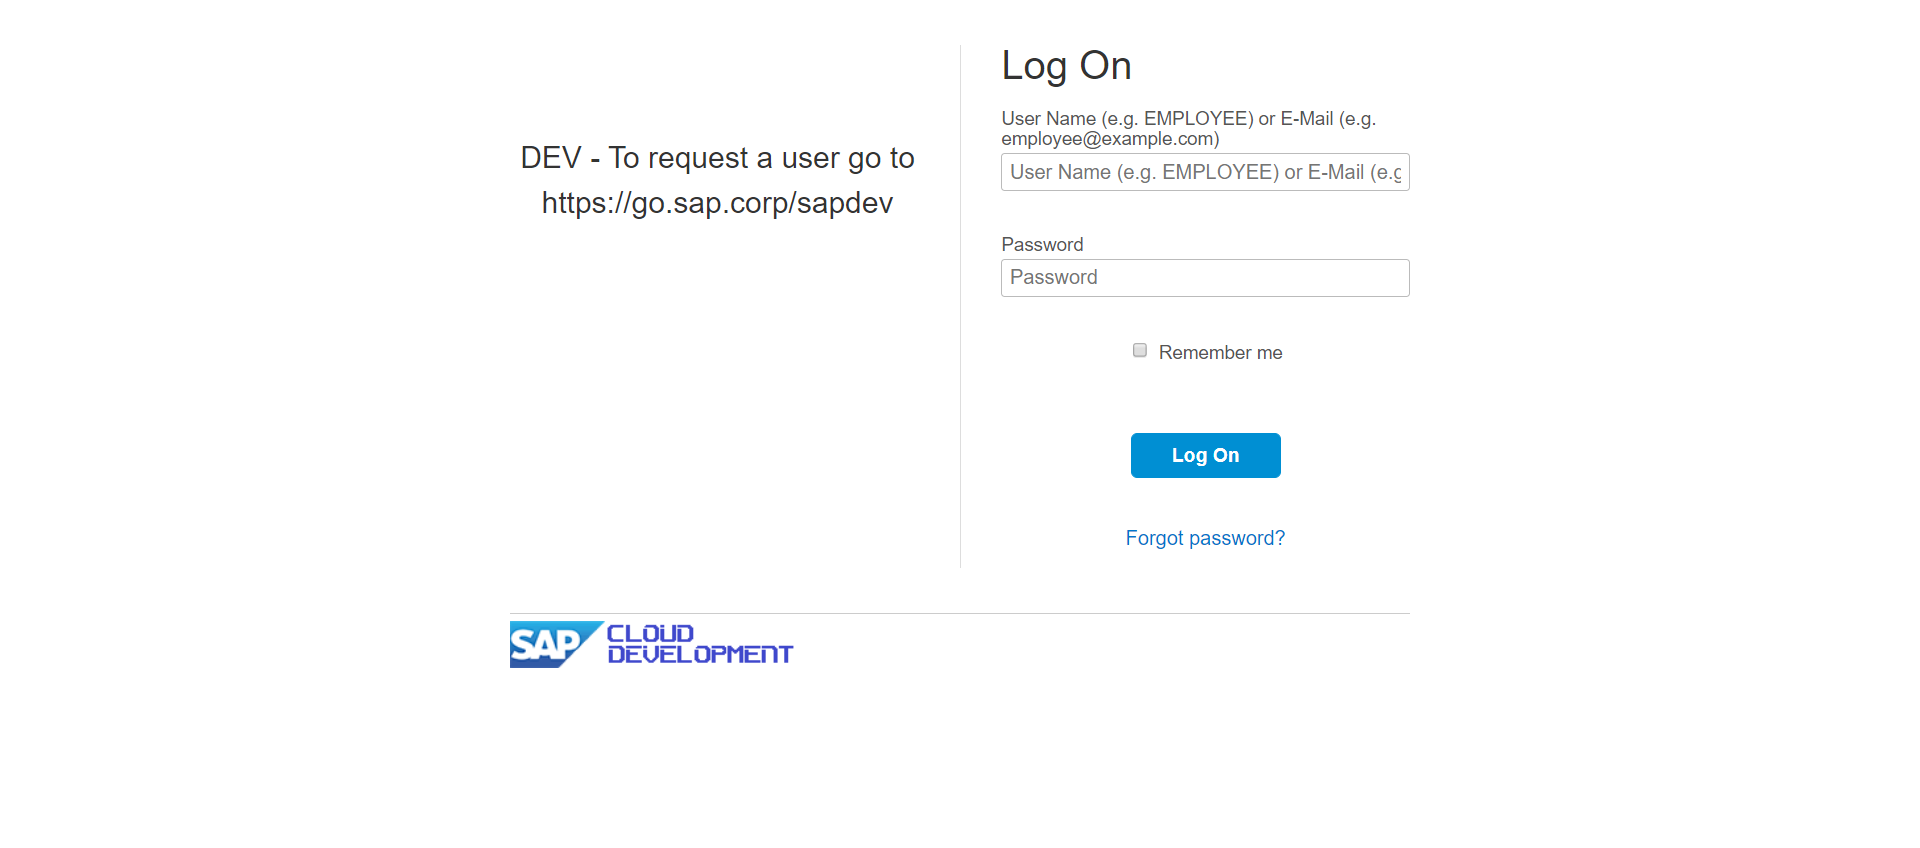 DEV - To request a user go to
https://go.sap.corp/sapdev
Log On
User Name (e.g. EMPLOYEE) or E-Mail (e.g.
employee@example.com)
User Name (e.g. EMPLOYEE) or E-Mail (e.g
Password
Password
Remember me
Log On
Forgot password?
SAP CLOUD
DEVELOPMENT